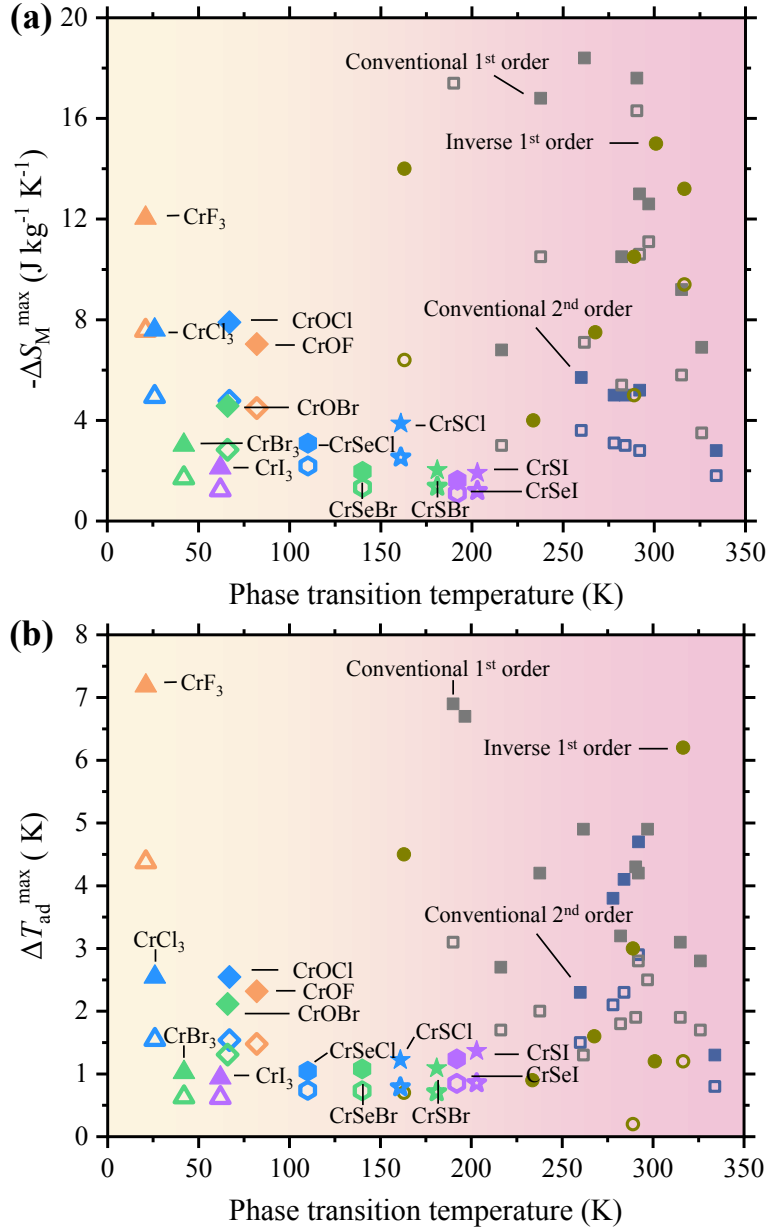 (a)
20
16
12
8
4
0
-ΔS_M^max (J kg⁻¹ K⁻¹)
Conventional 1st order
Inverse 1st order
CrF₃
CrCl₃
CrOCl
CrOF
Conventional 2nd order
CrOBr
CrSCl
CrBr₃
CrSeCl
CrI₃
CrSI
CrSeI
CrSeBr
CrSBr
0 50 100 150 200 250 300 350
Phase transition temperature (K)
(b)
8
7
6
5
4
3
2
1
0
ΔT_ad^max ( K)
Conventional 1st order
CrF₃
Inverse 1st order
Conventional 2nd order
CrCl₃
CrOCl
CrOF
CrOBr
CrBr₃
CrSeCl
CrSCl
CrSI
CrI₃
CrSeI
CrSeBr
CrSBr
0 50 100 150 200 250 300 350
Phase transition temperature (K)